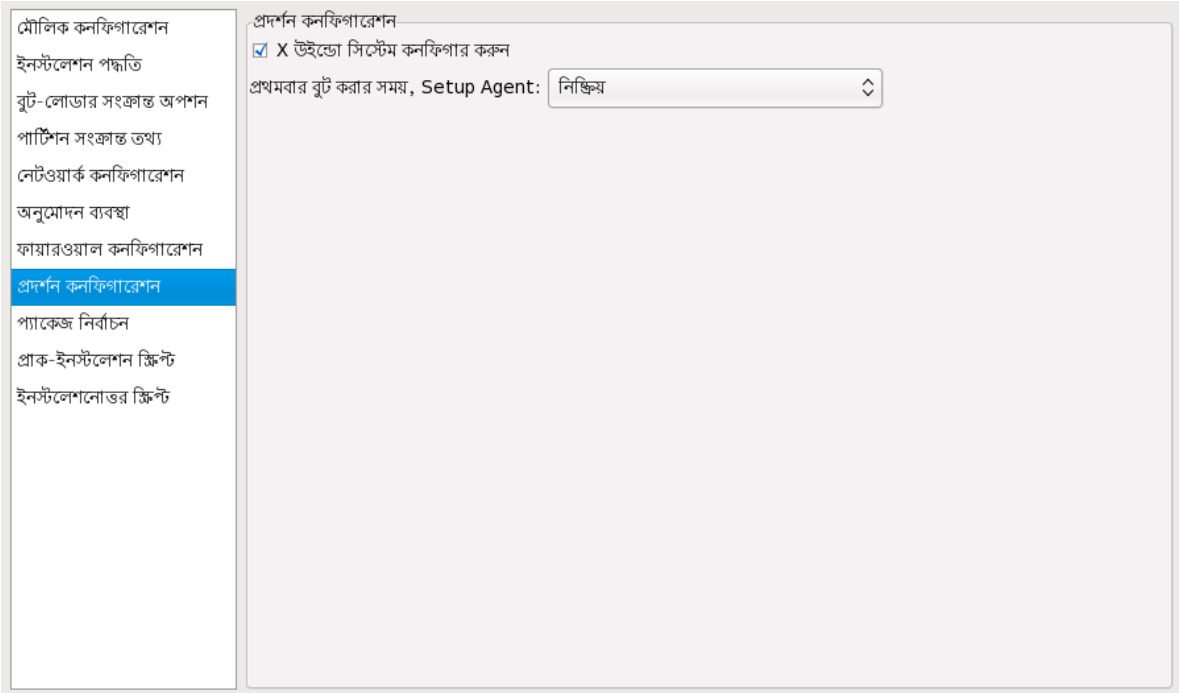 মৌলিক কনফিগারেশন
ইনস্টলেশন পদ্ধতি
বুট-লোডার সংক্রান্ত অপশন
পার্টিশন সংক্রান্ত তথ্য
নেটওয়ার্ক কনফিগারেশন
অনুমোদন ব্যবস্থা
ফায়ারওয়াল কনফিগারেশন
প্রদর্শন কনফিগারেশন
প্যাকেজ নির্বাচন
প্রাক-ইনস্টলেশন স্ক্রিপ্ট
ইনস্টলেশনোত্তর স্ক্রিপ্ট
প্রদর্শন কনফিগারেশন
X উইন্ডো সিস্টেম কনফিগার করুন
প্রথমবার বুট করার সময়, Setup Agent: নিষ্ক্রিয়